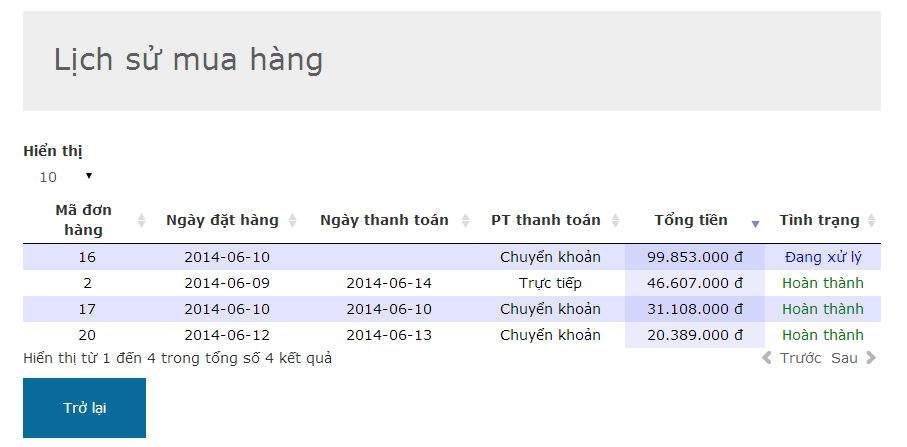 Lịch sử mua hàng
Hiển thị
10
Mã đơn hàng Ngày đặt hàng Ngày thanh toán PT thanh toán Tổng tiền Tình trạng
16 2014-06-10 Chuyển khoản 99.853.000 đ Đang xử lý
2 2014-06-09 2014-06-14 Trực tiếp 46.607.000 đ Hoàn thành
17 2014-06-10 2014-06-10 Chuyển khoản 31.108.000 đ Hoàn thành
20 2014-06-12 2014-06-13 Chuyển khoản 20.389.000 đ Hoàn thành
Hiển thị từ 1 đến 4 trong tổng số 4 kết quả Trước Sau
Trở lại